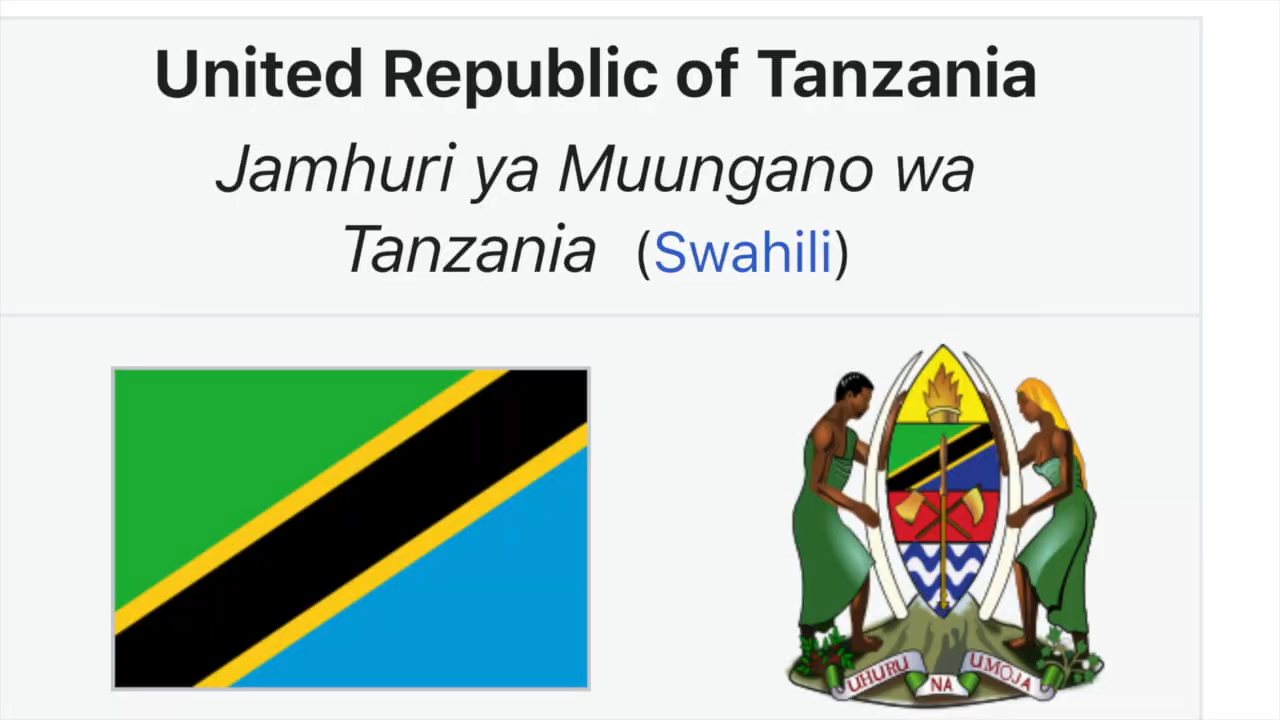 United Republic of Tanzania
Jamhuri ya Muungano wa
Tanzania (Swahili)
UHURU NA UMOJA